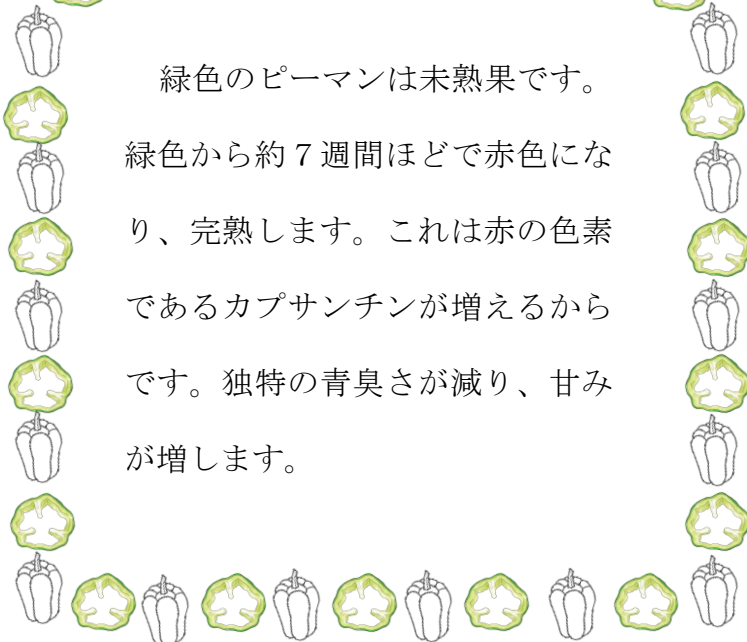 緑色のピーマンは未熟果です。
緑色から約７週間ほどで赤色にな
り、完熟します。これは赤の色素
であるカプサンチンが増えるから
です。独特の青臭さが減り、甘み
が増します。